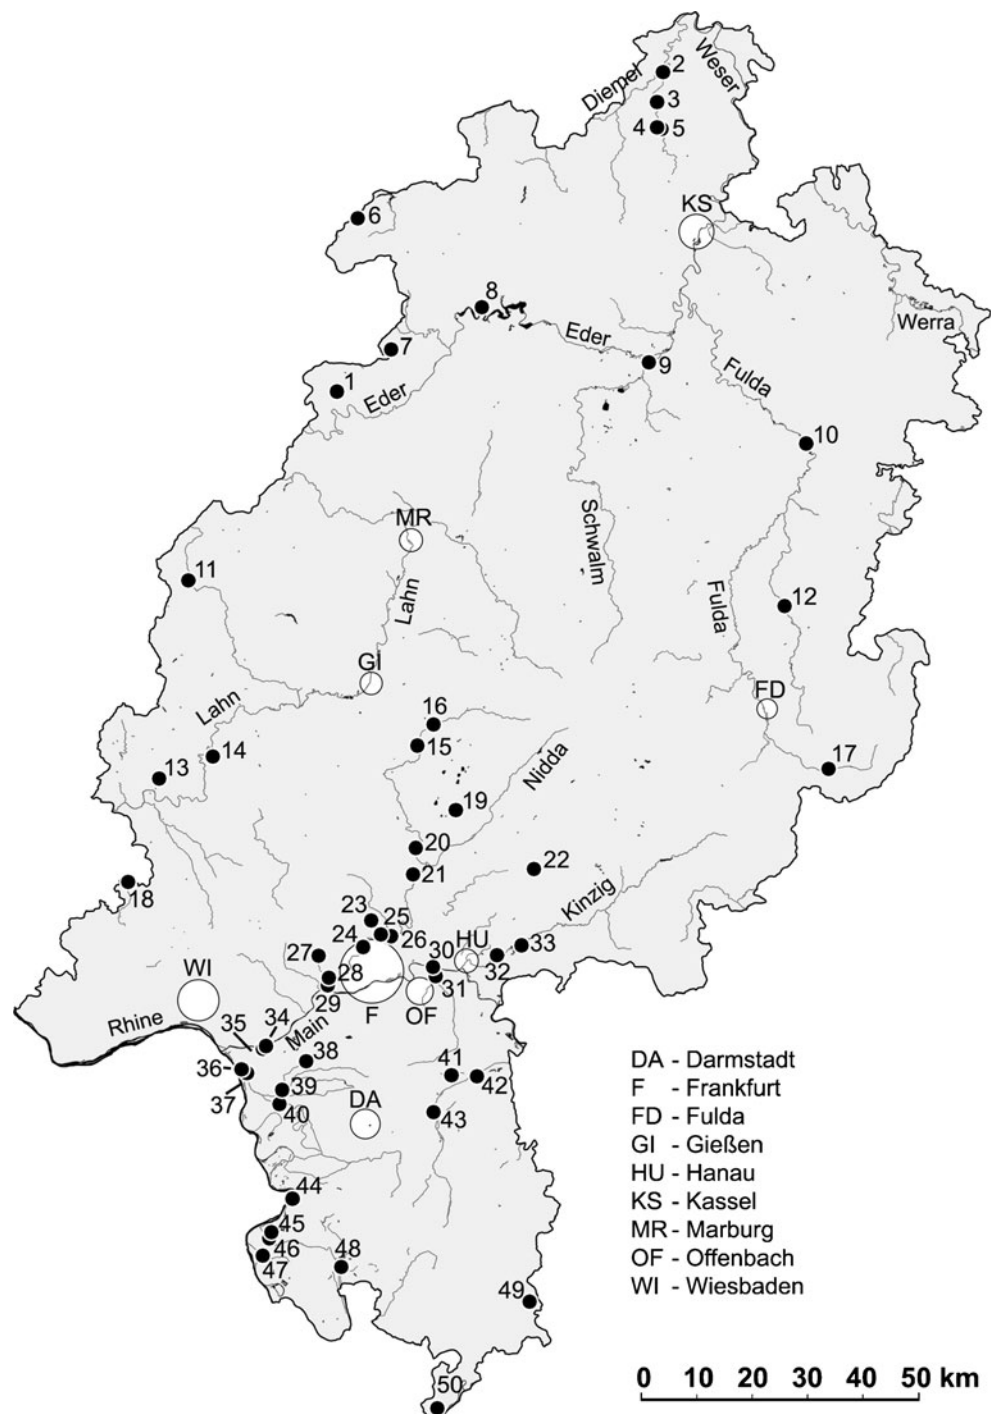 Weser
2
Diemel
3
4
5
KS
6
8
Werra
Eder
7
9
Fulda
1
Eder
10
MR
Schwalm
11
Lahn
Fulda
12
GI
FD
Lahn
16
15
14
Nidda
17
13
19
20
22
21
18
Kinzig
23
25
24
26
HU
33
27
30
32
28
WI
31
29
F
OF
Rhine
34
35
Main
38
36
41
42
39
37
40
DA
43
44
45
46
48
47
49
50
DA - Darmstadt
F - Frankfurt
FD - Fulda
GI - Gießen
HU - Hanau
KS - Kassel
MR - Marburg
OF - Offenbach
WI - Wiesbaden
0 10 20 30 40 50 km